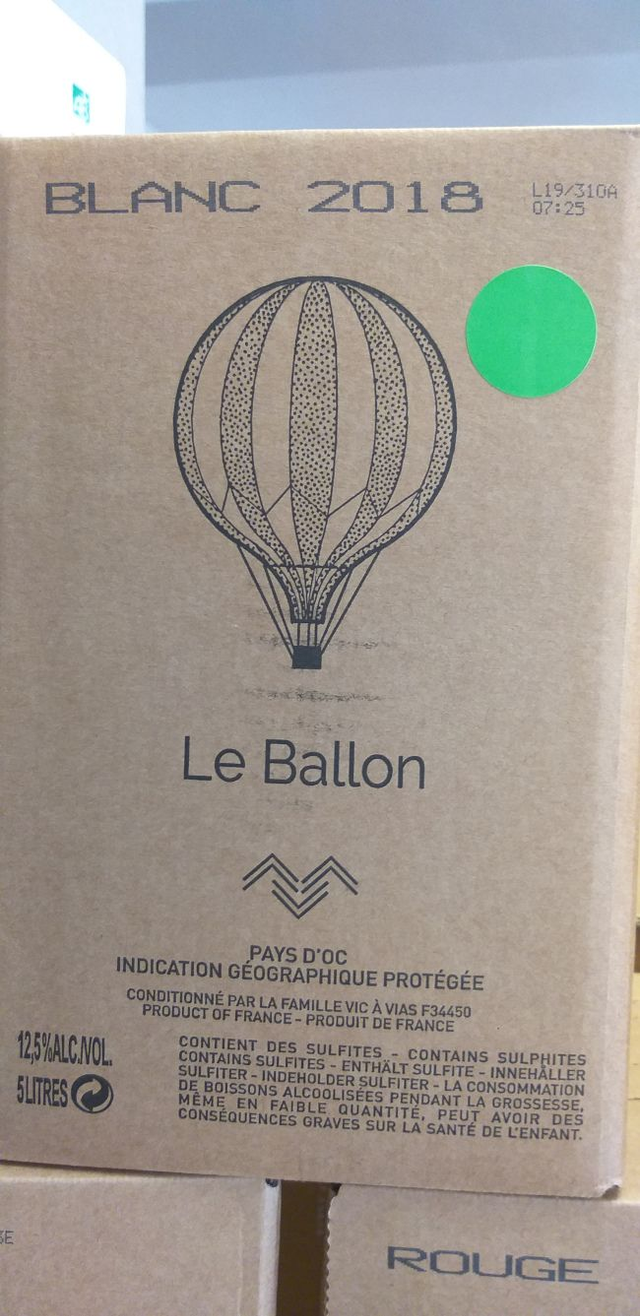 BLANC 2018
L19/310A
07:25
Le Ballon
PAYS D'OC
INDICATION GÉOGRAPHIQUE PROTÉGÉE
CONDITIONNÉ PAR LA FAMILLE VIC À VIAS F34450
PRODUCT OF FRANCE - PRODUIT DE FRANCE
12,5%ALC./VOL.
5 LITRES
CONTIENT DES SULFITES - CONTAINS SULPHITES
CONTAINS SULFITES - ENTHÄLT SULFITE - INNEHÅLLER
SULFITER - INDEHOLDER SULFITER - LA CONSOMMATION
DE BOISSONS ALCOOLISÉES PENDANT LA GROSSESSE,
MÊME EN FAIBLE QUANTITÉ, PEUT AVOIR DES
CONSÉQUENCES GRAVES SUR LA SANTÉ DE L'ENFANT.
ROUGE